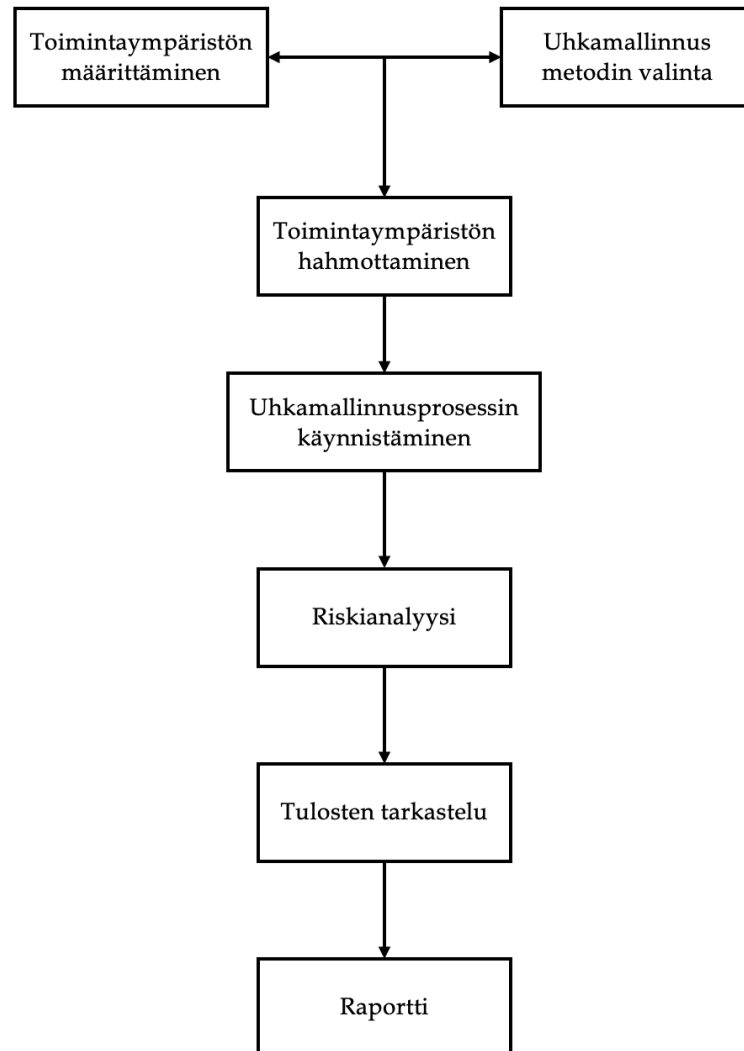 Toimintaympäristön
määrittäminen
Uhkamallinnus
metodin valinta
Toimintaympäristön
hahmottaminen
Uhkamallinnusprosessin
käynnistäminen
Riskianalyysi
Tulosten tarkastelu
Raportti